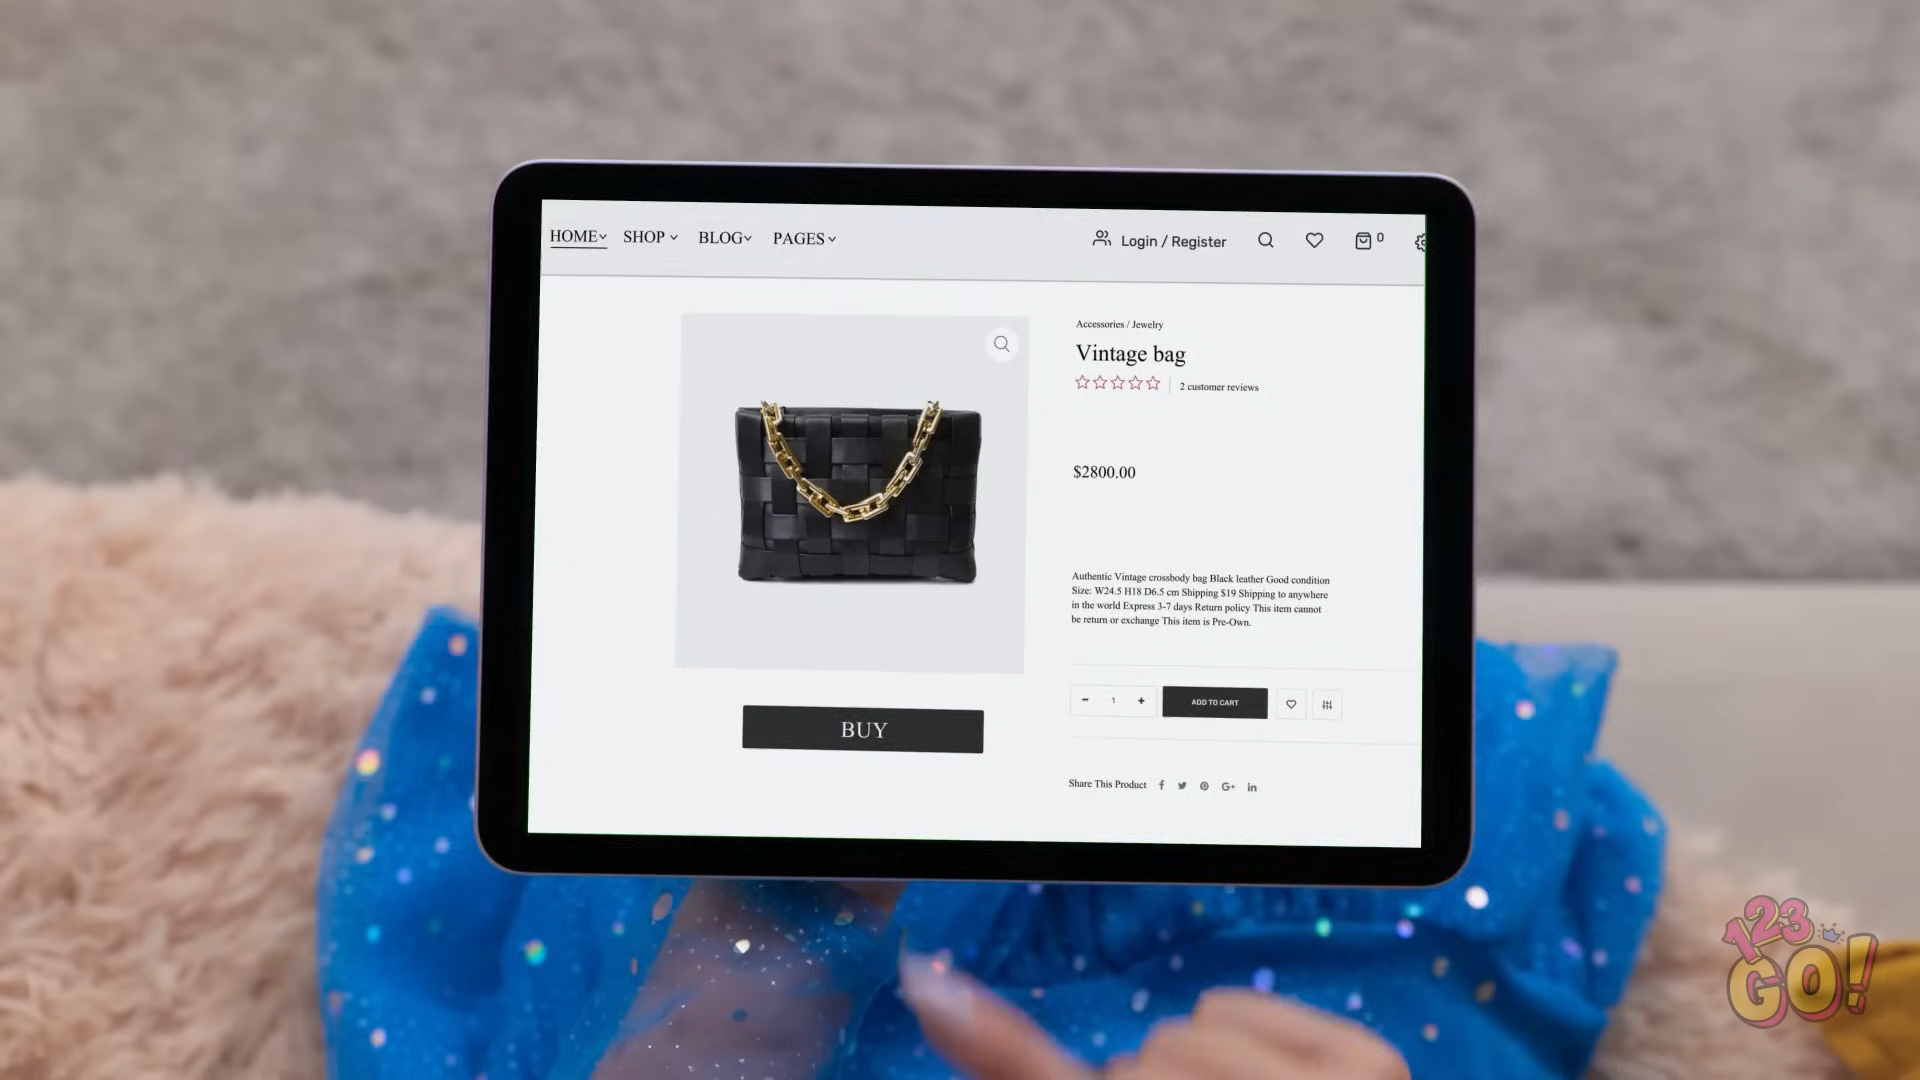 HOME SHOP BLOG PAGES Login / Register 0
Accessories / Jewelry
Vintage bag
2 customer reviews
$2800.00
Authentic Vintage crossbody bag Black leather Good condition
Size: W24.5 H18 D6.5 cm Shipping $19 Shipping to anywhere
in the world Express 3-7 days Return policy This item cannot
be return or exchange This item is Pre-Own.
- 1 + ADD TO CART
BUY
Share This Product f G+ in
123
GO!